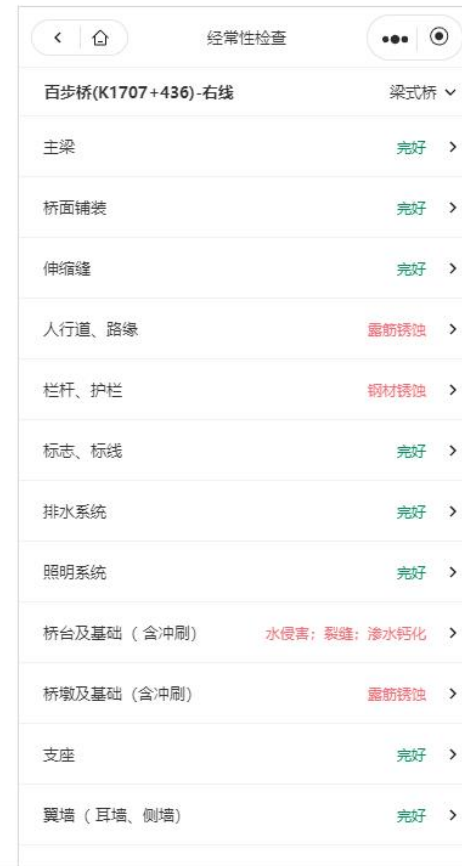 经常性检查
百步桥(K1707+436)-右线 梁式桥
主梁 完好
桥面铺装 完好
伸缩缝 完好
人行道、路缘 露筋锈蚀
栏杆、护栏 钢材锈蚀
标志、标线 完好
排水系统 完好
照明系统 完好
桥台及基础（含冲刷） 水侵害；裂缝；渗水钙化
桥墩及基础（含冲刷） 露筋锈蚀
支座 完好
翼墙（耳墙、侧墙） 完好